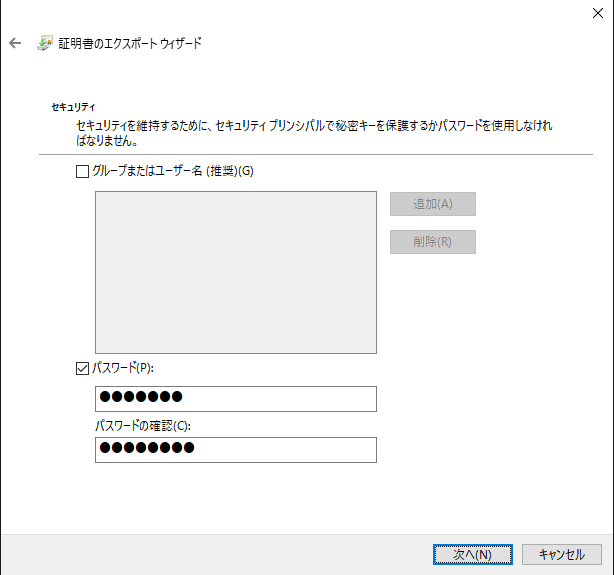 証明書のエクスポート ウィザード
セキュリティ
セキュリティを維持するために、セキュリティ プリンシパルで秘密キーを保護するかパスワードを使用しなけれ
ばなりません。
グループまたはユーザー名 (推奨)(G)
追加(A)
削除(R)
パスワード(P):
●●●●●●●
パスワードの確認(C):
●●●●●●●●
次へ(N)
キャンセル